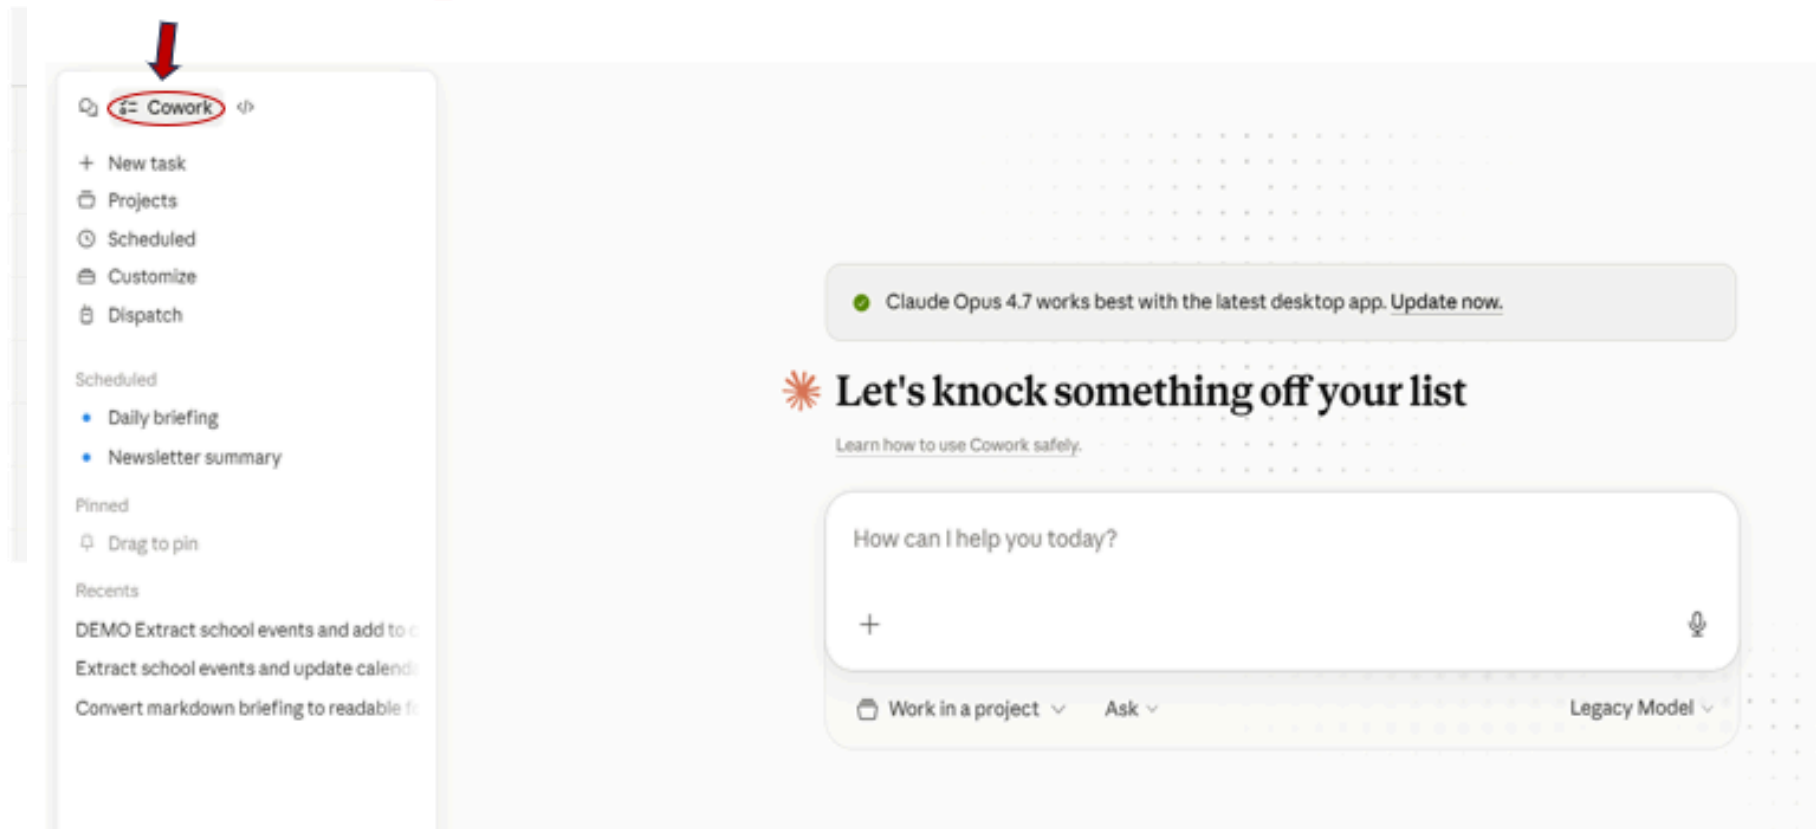 Cowork
New task
Projects
Scheduled
Customize
Dispatch
Scheduled
Daily briefing
Newsletter summary
Pinned
Drag to pin
Recents
DEMO Extract school events and add to c
Extract school events and update calend
Convert markdown briefing to readable f
Claude Opus 4.7 works best with the latest desktop app. Update now.
Let's knock something off your list
Learn how to use Cowork safely.
How can I help you today?
Work in a project
Ask
Legacy Model